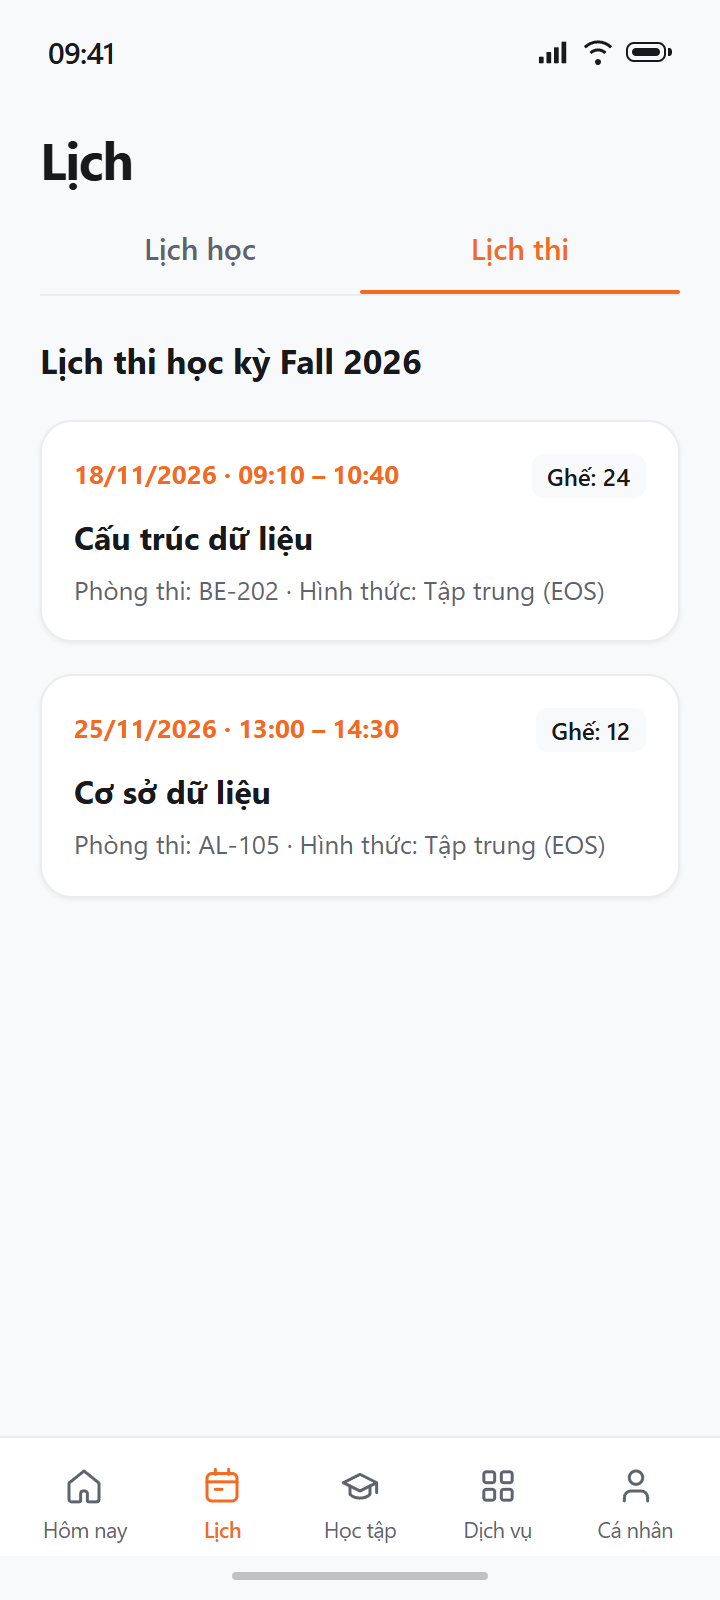 09:41
Lịch
Lịch học
Lịch thi
Lịch thi học kỳ Fall 2026
18/11/2026 · 09:10 – 10:40
Ghế: 24
Cấu trúc dữ liệu
Phòng thi: BE-202 · Hình thức: Tập trung (EOS)
25/11/2026 · 13:00 – 14:30
Ghế: 12
Cơ sở dữ liệu
Phòng thi: AL-105 · Hình thức: Tập trung (EOS)
Hôm nay
Lịch
Học tập
Dịch vụ
Cá nhân